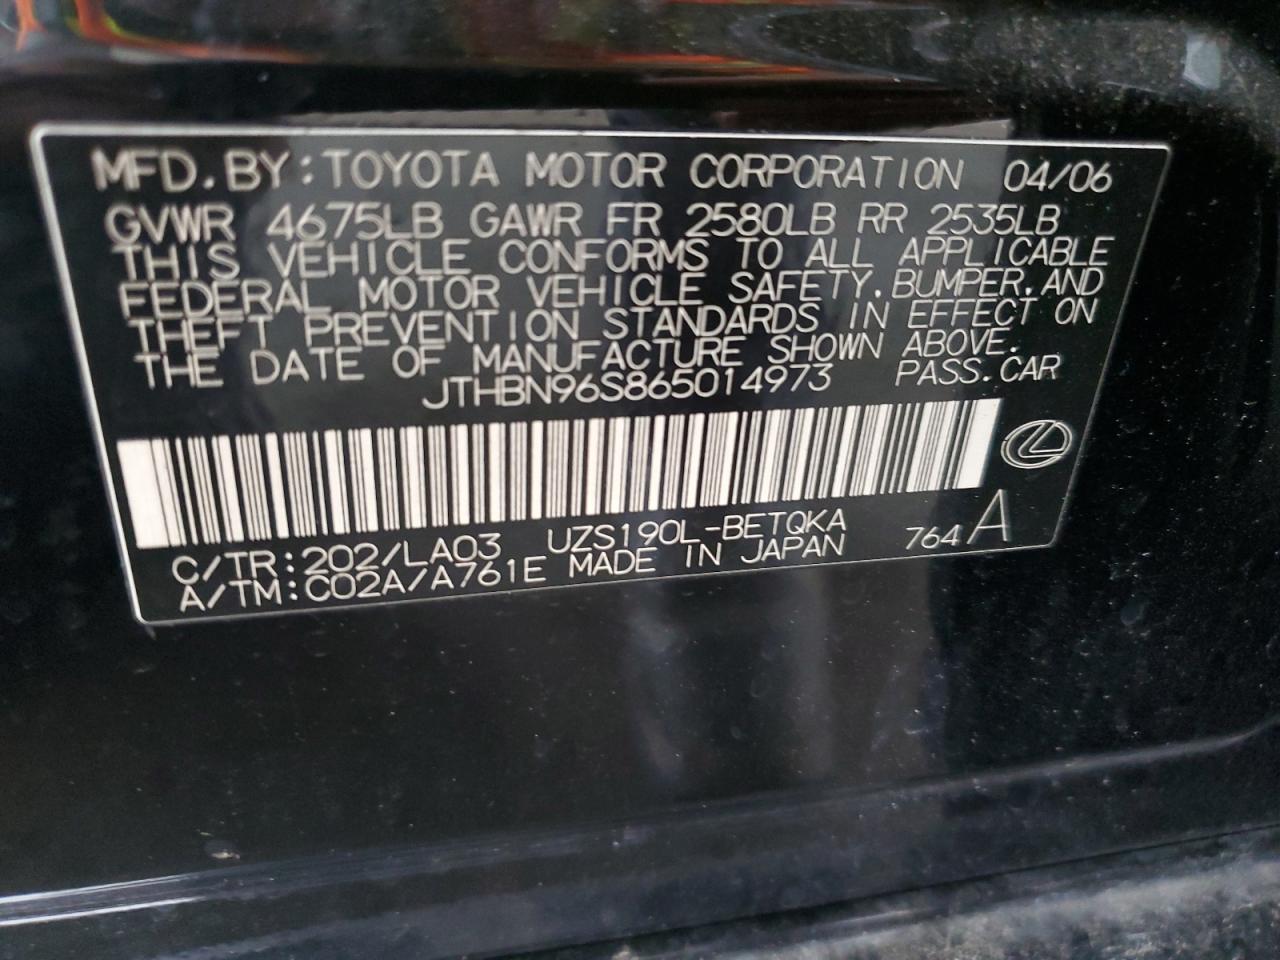 MFD.BY:TOYOTA MOTOR CORPORATION 04/06
GVWR 4675LB GAWR FR 2580LB RR 2535LB
THIS VEHICLE CONFORMS TO ALL APPLICABLE
FEDERAL MOTOR VEHICLE SAFETY,BUMPER,AND
THEFT PREVENTION STANDARDS IN EFFECT ON
THE DATE OF MANUFACTURE SHOWN ABOVE.
JTHBN96S865014973 PASS.CAR
C/TR:202/LA03 UZS190L-BETQKA 764 A
A/TM:C02A/A761E MADE IN JAPAN